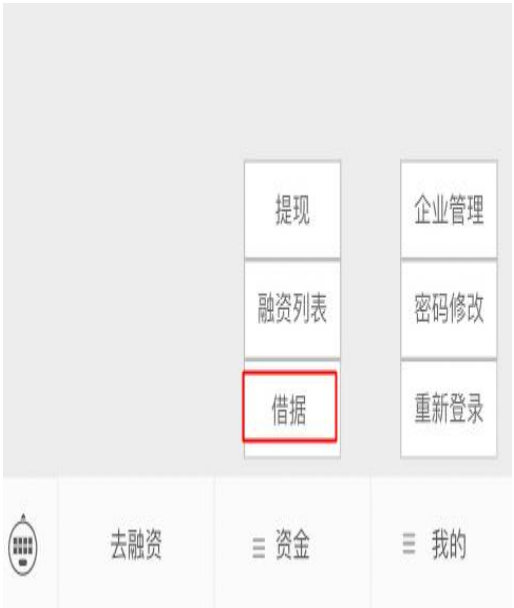 提现
企业管理
融资列表
密码修改
借据
重新登录
去融资
资金
我的